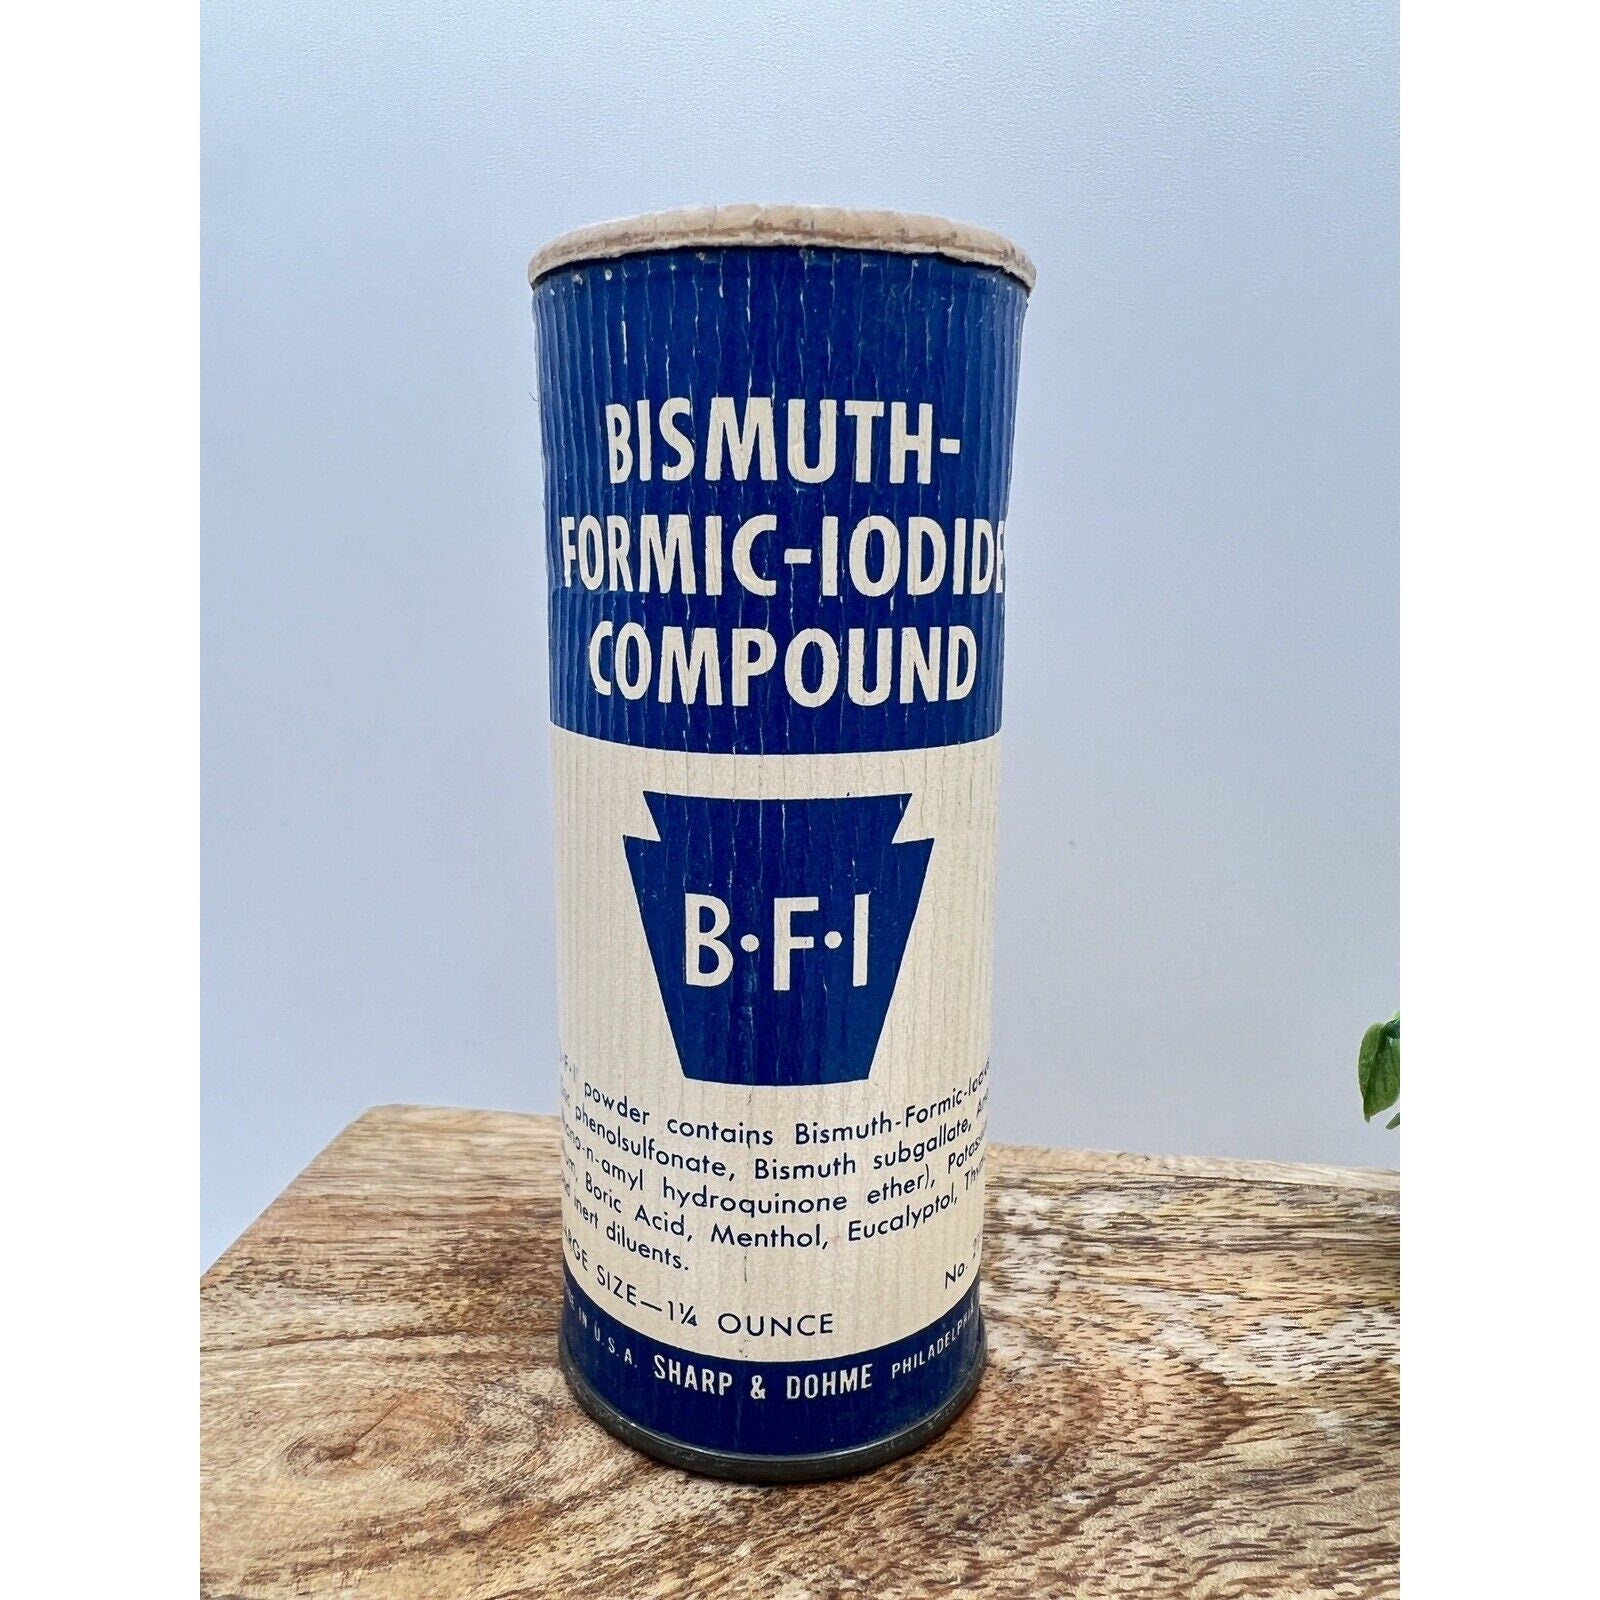 BISMUTH-
FORMIC-IODIDE
COMPOUND
B•F•I
powder contains Bismuth-Formic-
phenolsulfonate, Bismuth subgallate,
hydroquinone ether),
Boric Acid, Menthol, Eucalyptol,
inert diluents.
SIZE—1¼ OUNCE No.
IN U.S.A. SHARP & DOHME PHILADELPHIA